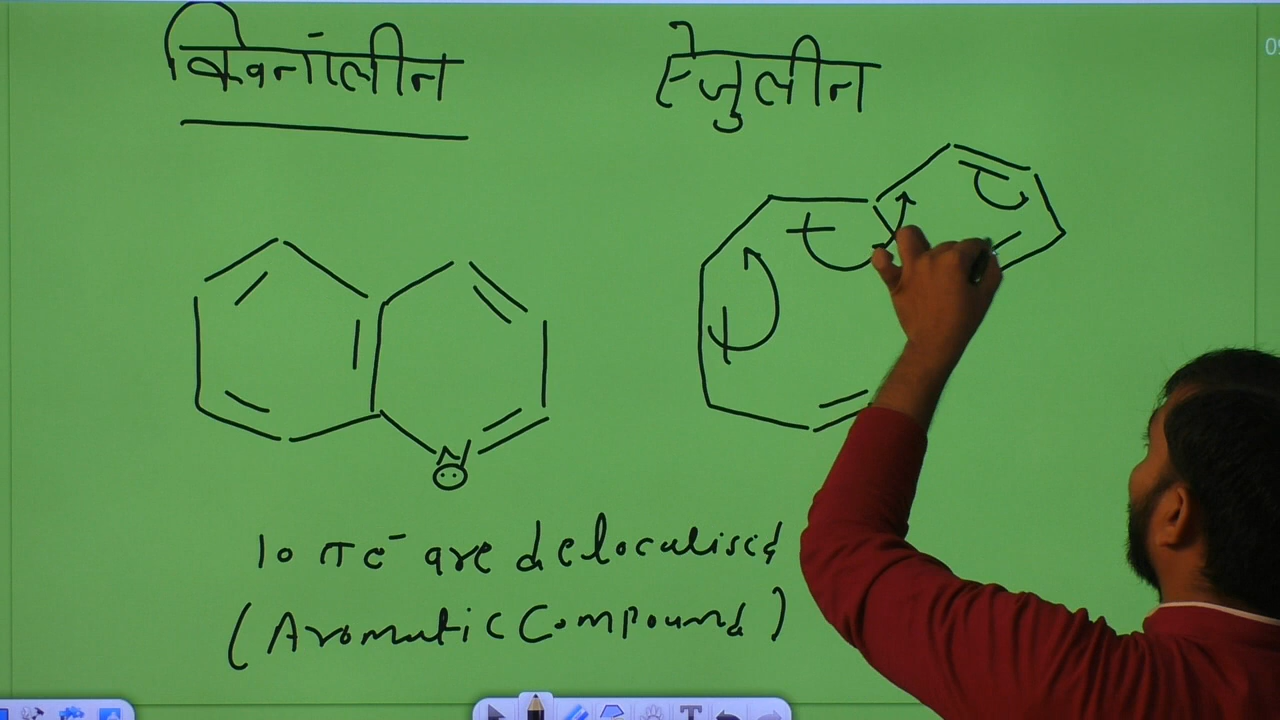 क्विनोलीन
ऐजुलीन
N
10 πe⁻ are delocalised
(Aromatic Compound)
T